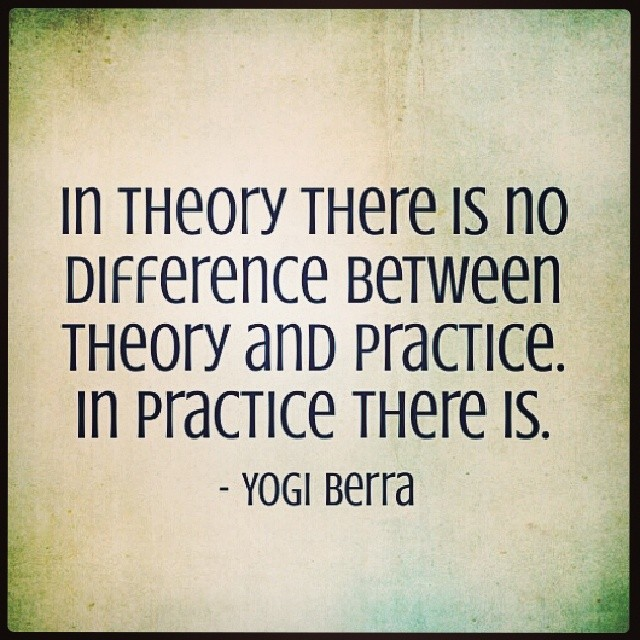 In theory there is no
difference between
theory and practice.
In practice there is.
- Yogi Berra